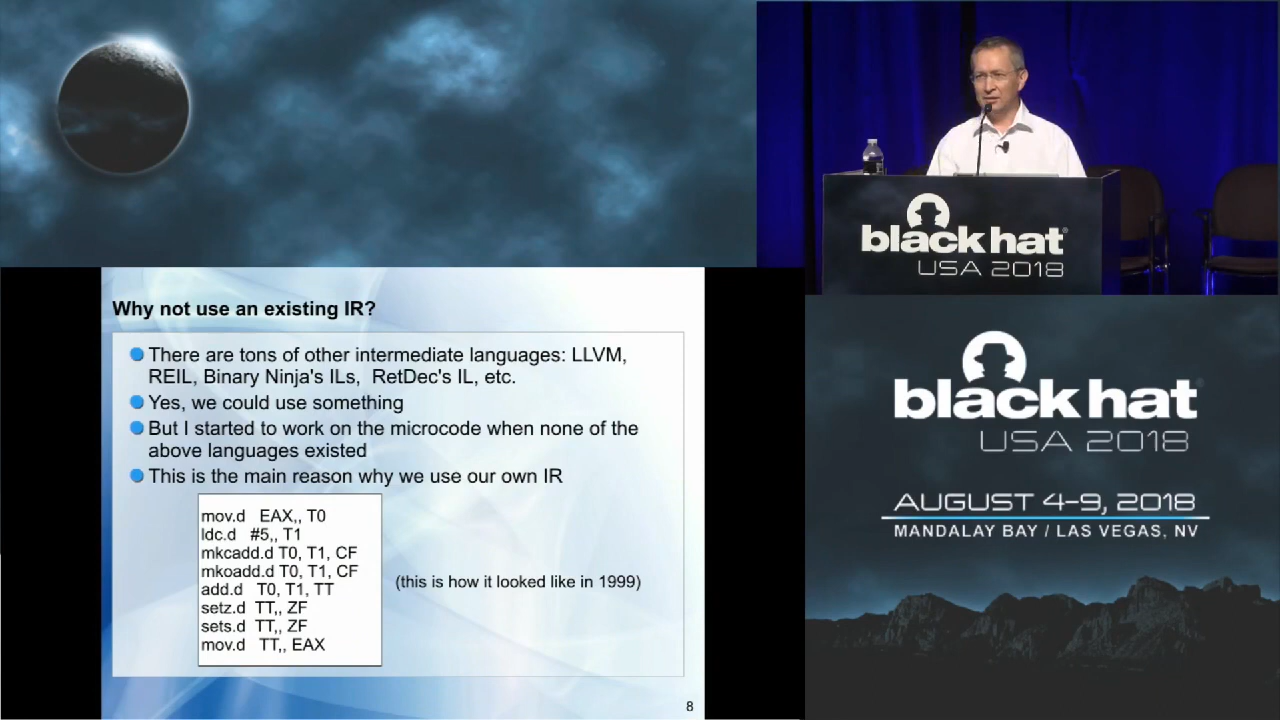 black hat
USA 2018
Why not use an existing IR?
There are tons of other intermediate languages: LLVM,
REIL, Binary Ninja's ILs, RetDec's IL, etc.
Yes, we could use something
But I started to work on the microcode when none of the
above languages existed
This is the main reason why we use our own IR
mov.d EAX,, T0
ldc.d #5,, T1
mkcadd.d T0, T1, CF
mkoadd.d T0, T1, CF
add.d T0, T1, TT
setz.d TT,, ZF
sets.d TT,, ZF
mov.d TT,, EAX
(this is how it looked like in 1999)
8
black hat
USA 2018
AUGUST 4-9, 2018
MANDALAY BAY / LAS VEGAS, NV